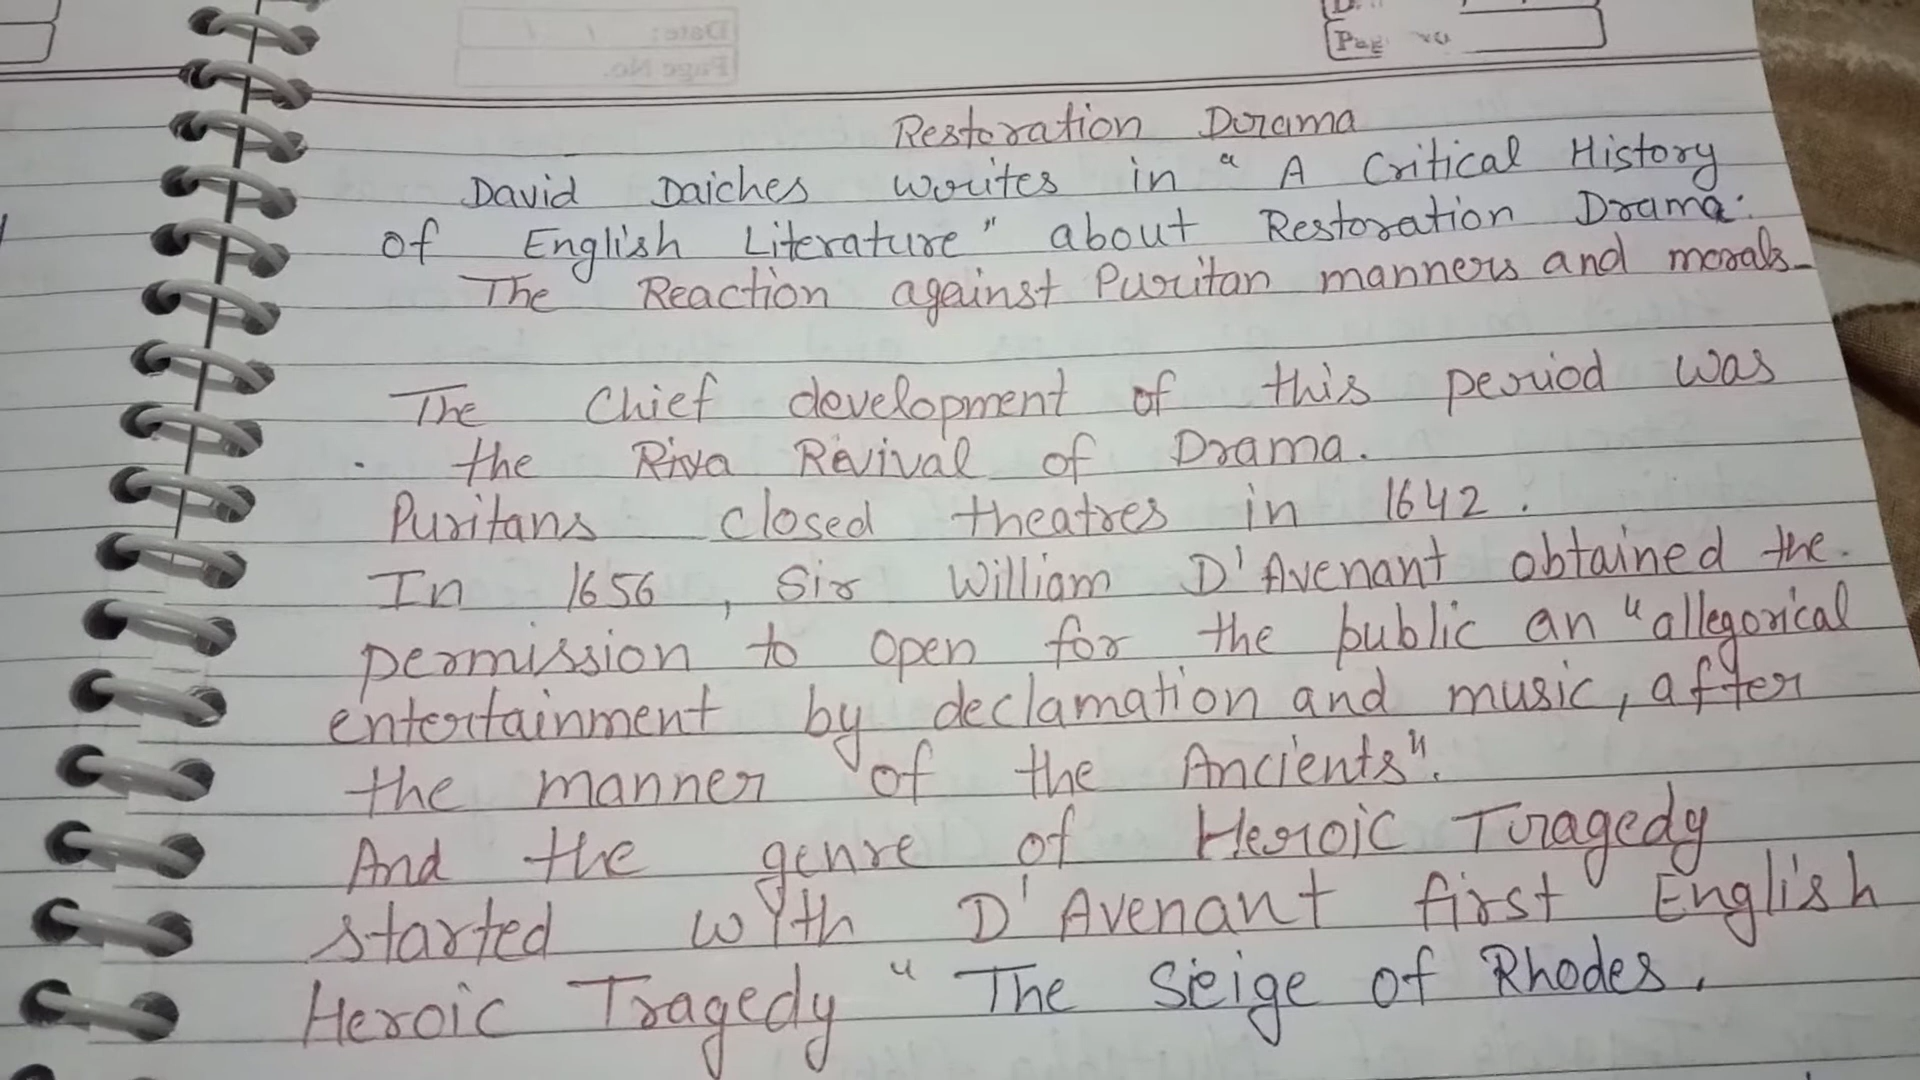 Restoration Drama
David Daiches writes in "A Critical History
of English Literature" about Restoration Drama.
The Reaction against Puritan manners and morals
The Chief development of this period was
the Riva Revival of Drama.
Puritans closed theatres in 1642.
In 1656, Sir William D'Avenant obtained the
permission to open for the public an "allegorical
entertainment by declamation and music, after
the manner of the Ancients".
And the genre of Heroic Tragedy
started with D'Avenant first English
Heroic Tragedy "The Seige of Rhodes.